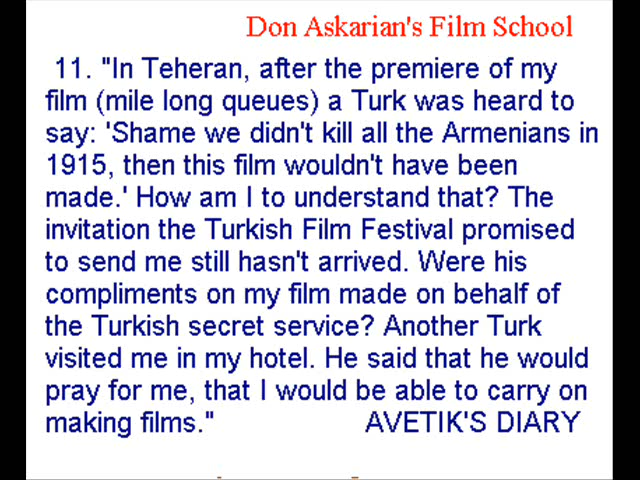 Don Askarian's Film School
11. "In Teheran, after the premiere of my
film (mile long queues) a Turk was heard to
say: 'Shame we didn't kill all the Armenians in
1915, then this film wouldn't have been
made.' How am I to understand that? The
invitation the Turkish Film Festival promised
to send me still hasn't arrived. Were his
compliments on my film made on behalf of
the Turkish secret service? Another Turk
visited me in my hotel. He said that he would
pray for me, that I would be able to carry on
making films." AVETIK'S DIARY